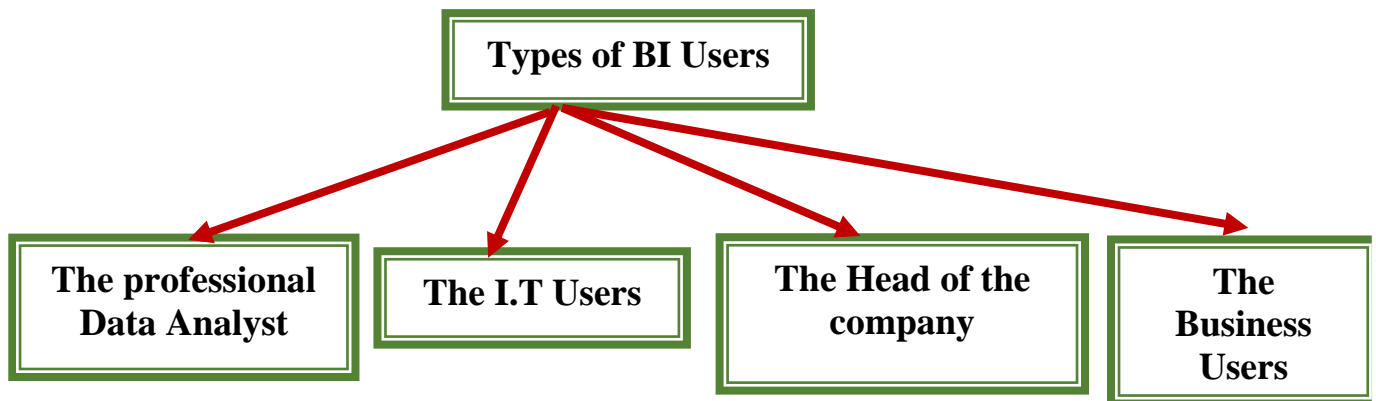 Types of BI Users
The professional
Data Analyst
The I.T Users
The Head of the
company
The
Business
Users